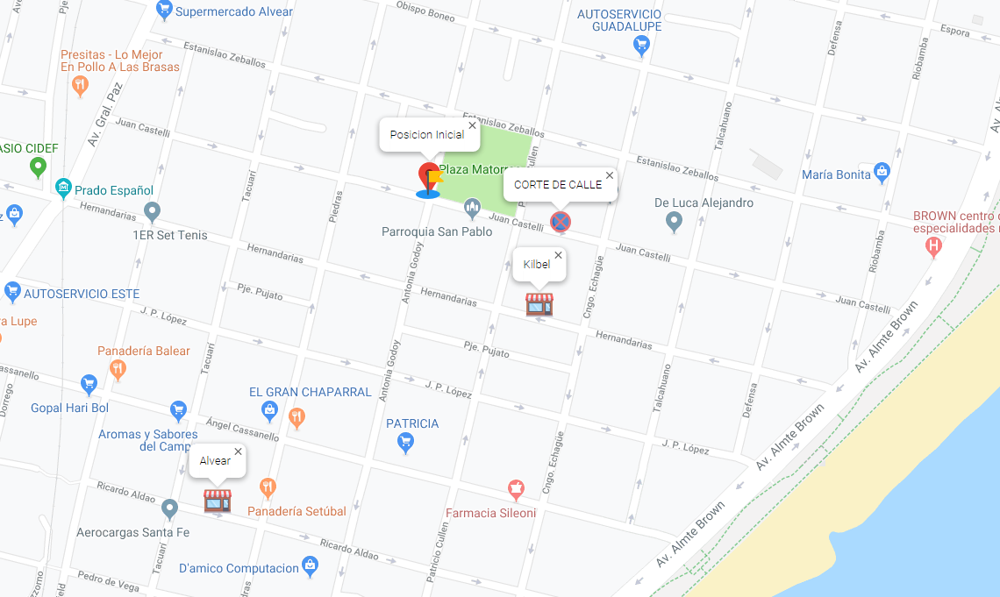 Supermercado Alvear
Obispo Boneo
AUTOSERVICIO
GUADALUPE
Defensa
Espora
Riobamba
Estanislao Zeballos
Presitas - Lo Mejor
En Pollo A Las Brasas
Av. Gral. Paz
Juan Castelli
Talcahuano
Estanislao Zeballos
Posicion Inicial
ASIO CIDEF
Plaza Matorr
Cullen
Estanislao Zeballos
CORTE DE CALLE
María Bonita
Prado Español
Tacuarí
Piedras
De Luca Alejandro
Hernandarias
1ER Set Tenis
Parroquia San Pablo
Juan Castelli
BROWN centro
especialidades
Riobamba
Juan Castelli
Hernandarias
Antonia Godoy
Kilbel
Cngo. Echagüe
AUTOSERVICIO ESTE
Pje. Pujato
Hernandarias
Juan Castelli
J. P. López
ra Lupe
Hernandarias
Av. Almte Brown
Panadería Balear
Tacuarí
Antonia Godoy
Pje. Pujato
Cassanello
Dorrego
Gopal Hari Bol
EL GRAN CHAPARRAL
J. P. López
Talcahuano
Defensa
Aromas y Sabores
del Camp
Ángel Cassanello
PATRICIA
Av. Almte Brown
Alvear
Cngo. Echagüe
J. P. López
Ricardo Aldao
Panadería Setúbal
Farmacia Sileoni
Aerocargas Santa Fe
Patricio Cullen
Av. Almte Brown
Tacuarí
Ricardo Aldao
D'amico Computacion
Pedro de Vega
Piedras